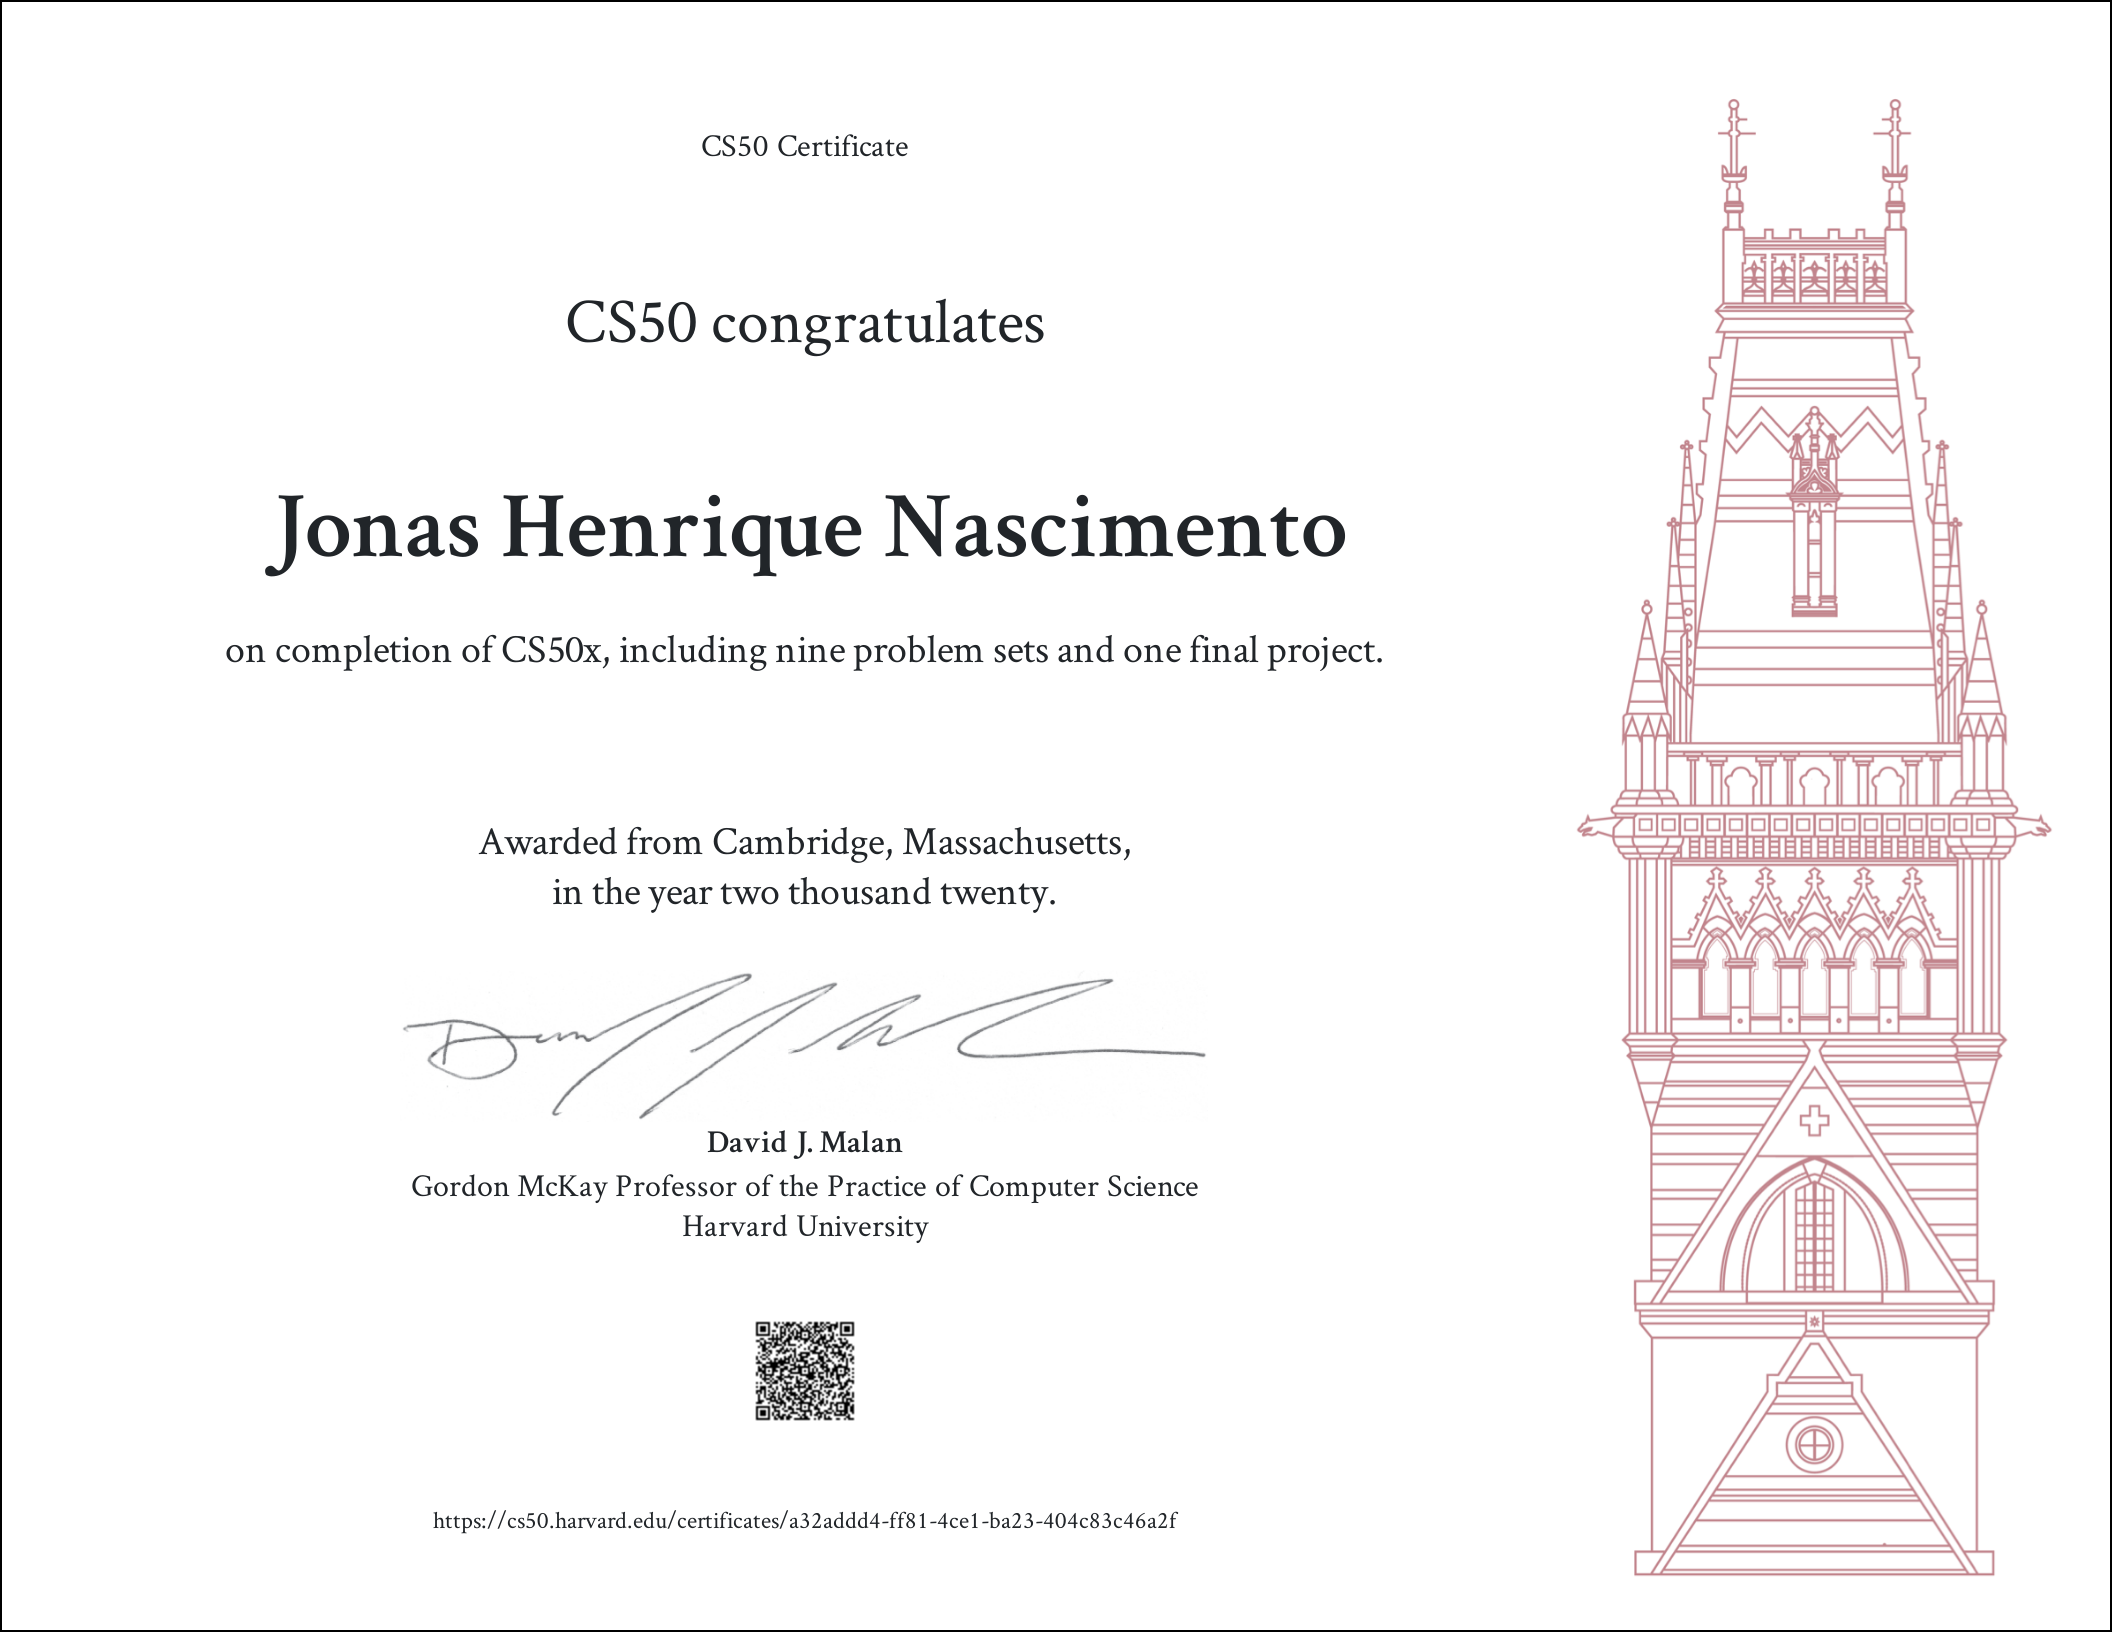 CS50 Certificate
CS50 congratulates
Jonas Henrique Nascimento
on completion of CS50x, including nine problem sets and one final project.
Awarded from Cambridge, Massachusetts,
in the year two thousand twenty.
David J. Malan
Gordon McKay Professor of the Practice of Computer Science
Harvard University
https://cs50.harvard.edu/certificates/a32addd4-ff81-4ce1-ba23-404c83c46a2f